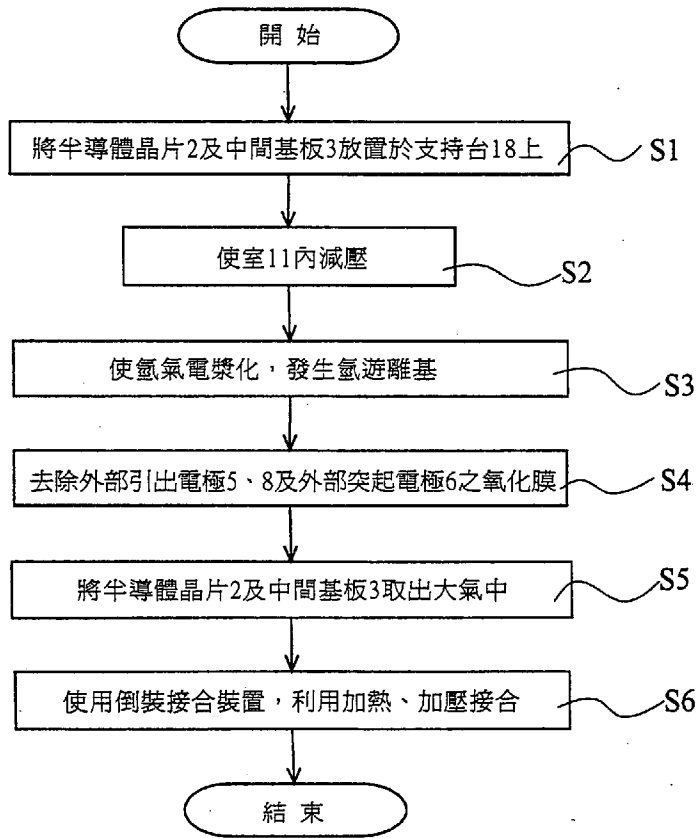 開 始
將半導體晶片2及中間基板3放置於支持台18上
S1
使室11內減壓
S2
使氬氣電漿化，發生氬遊離基
S3
去除外部引出電極5、8及外部突起電極6之氧化膜
S4
將半導體晶片2及中間基板3取出大氣中
S5
使用倒裝接合裝置，利用加熱、加壓接合
S6
結 束